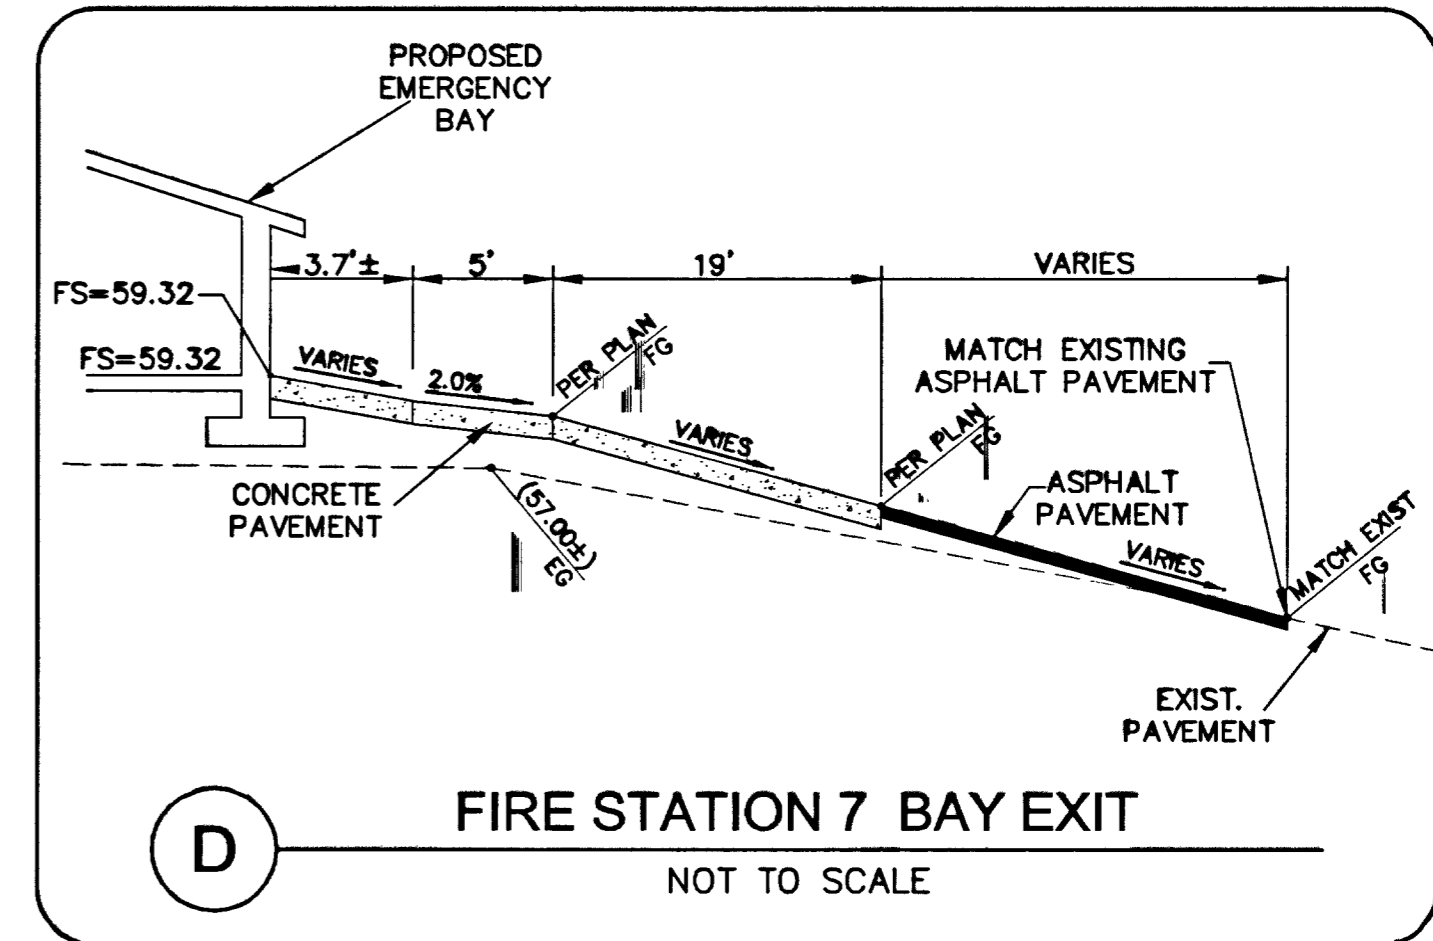 PROPOSED
EMERGENCY
BAY
3.7'±
5'
19'
VARIES
FS=59.32
FS=59.32
VARIES
2.0%
PER PLAN
FG
MATCH EXISTING
ASPHALT PAVEMENT
VARIES
PER PLAN
FG
CONCRETE
PAVEMENT
(57.00±)
EG
ASPHALT
PAVEMENT
VARIES
MATCH EXIST
FG
EXIST.
PAVEMENT
D
FIRE STATION 7 BAY EXIT
NOT TO SCALE